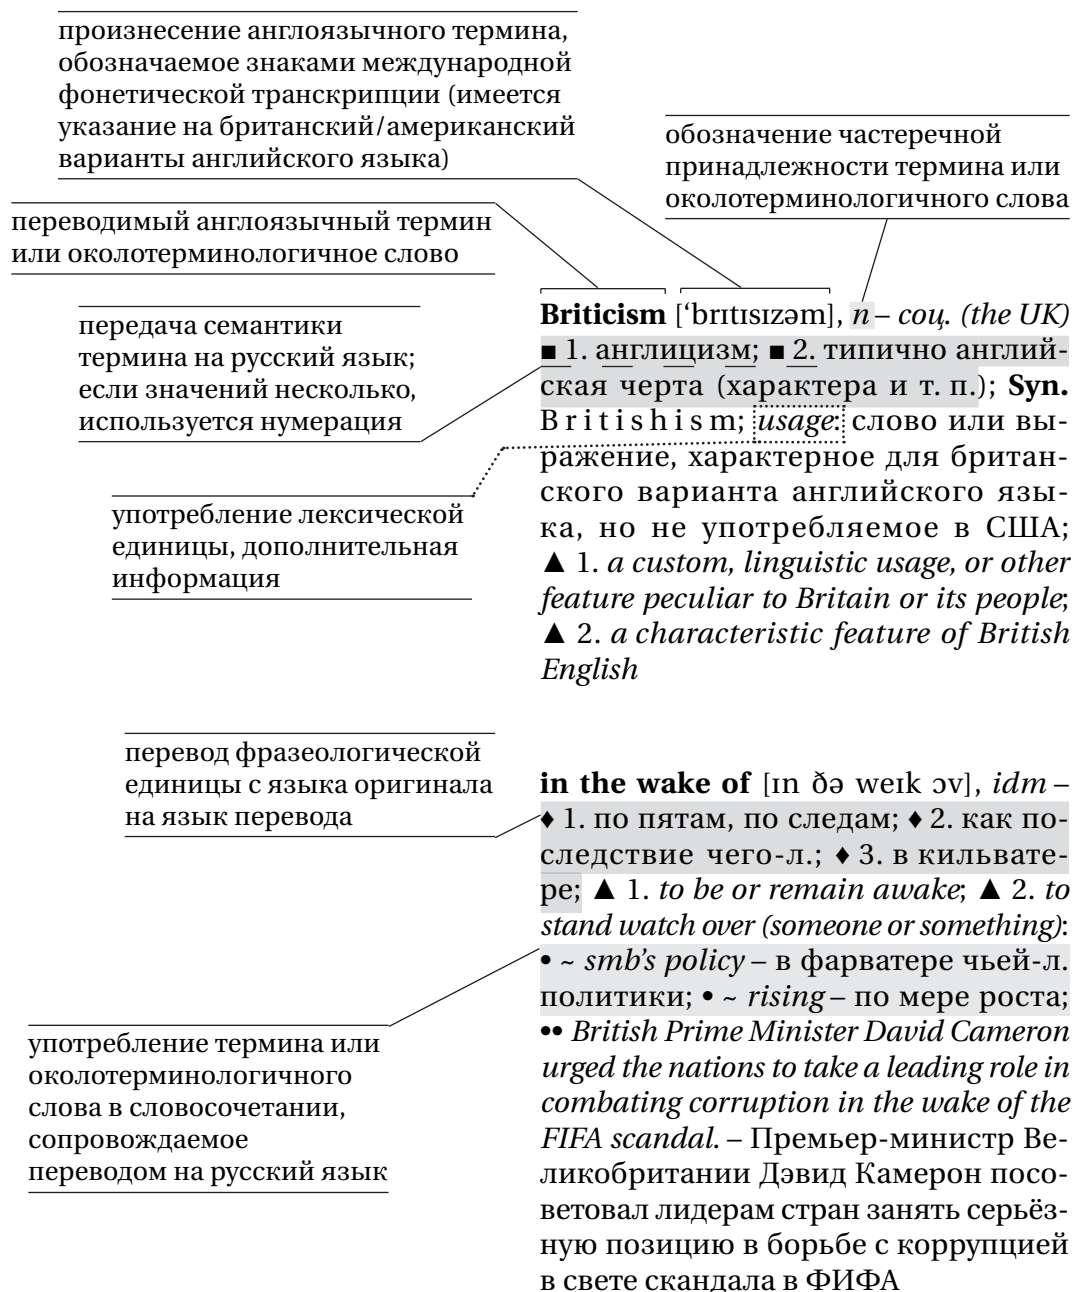 произнесение англоязычного термина,
обозначаемое знаками международной
фонетической транскрипции (имеется
указание на британский/американский
варианты английского языка)
обозначение частеречной
принадлежности термина или
околотерминологичного слова
переводимый англоязычный термин
или околотерминологичное слово
передача семантики
термина на русский язык;
если значений несколько,
используется нумерация
употребление лексической
единицы, дополнительная
информация
Briticism [‘brɪtɪsɪzəm], n – соц. (the UK)
■ 1. англицизм; ■ 2. типично англий-
ская черта (характера и т. п.); Syn.
Britishism; usage: слово или вы-
ражение, характерное для британ-
ского варианта английского язы-
ка, но не употребляемое в США;
▲ 1. a custom, linguistic usage, or other
feature peculiar to Britain or its people;
▲ 2. a characteristic feature of British
English
перевод фразеологической
единицы с языка оригинала
на язык перевода
употребление термина или
околотерминологичного
слова в словосочетании,
сопровождаемое
переводом на русский язык
in the wake of [ɪn ðə weɪk ɔv], idm –
♦ 1. по пятам, по следам; ♦ 2. как по-
следствие чего-л.; ♦ 3. в кильвате-
ре; ▲ 1. to be or remain awake; ▲ 2. to
stand watch over (someone or something):
• ~ smb’s policy – в фарватере чьей-л.
политики; • ~ rising – по мере роста;
•• British Prime Minister David Cameron
urged the nations to take a leading role in
combating corruption in the wake of the
FIFA scandal. – Премьер-министр Ве-
ликобритании Дэвид Камерон посо-
ветовал лидерам стран занять серьёз-
ную позицию в борьбе с коррупцией
в свете скандала в ФИФА